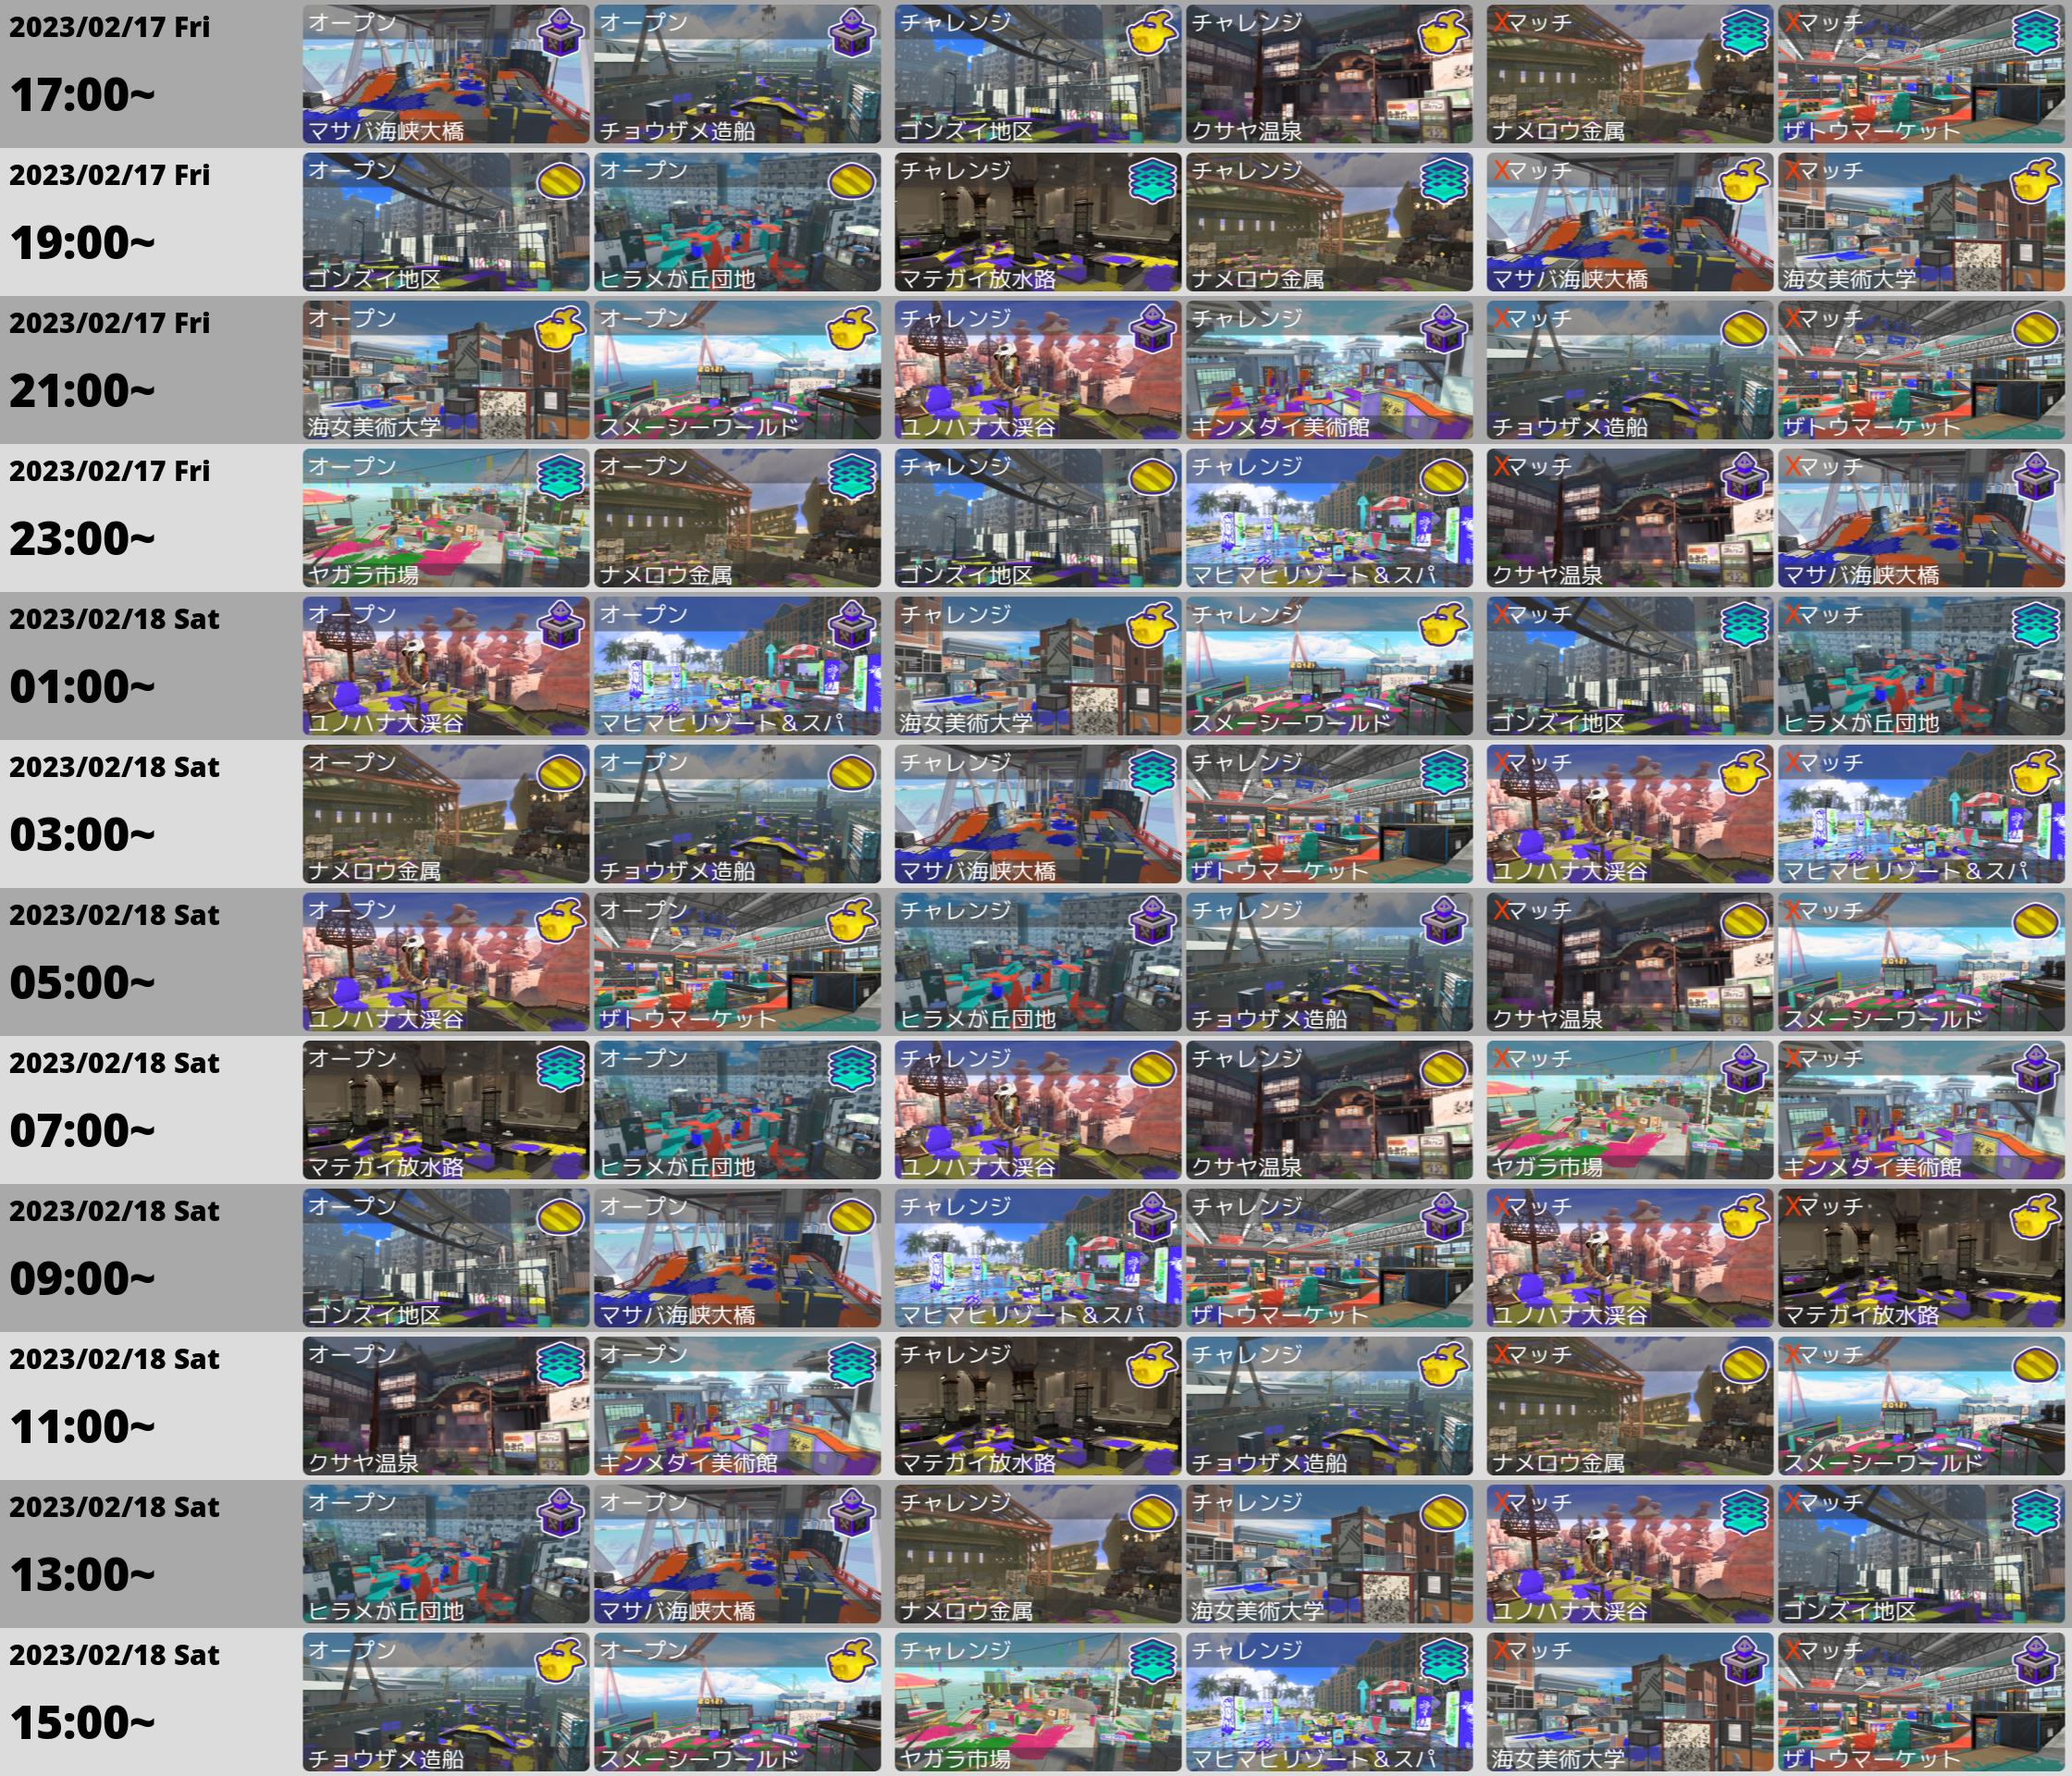 2023/02/17 Fri
17:00~
オープン
マサバ海峡大橋
オープン
チョウザメ造船
チャレンジ
ゴンズイ地区
チャレンジ
クサヤ温泉
Xマッチ
ナメロウ金属
Xマッチ
ザトウマーケット
2023/02/17 Fri
19:00~
オープン
ゴンズイ地区
オープン
ヒラメが丘団地
チャレンジ
マテガイ放水路
チャレンジ
ナメロウ金属
Xマッチ
マサバ海峡大橋
Xマッチ
海女美術大学
2023/02/17 Fri
21:00~
オープン
海女美術大学
オープン
スメーシーワールド
チャレンジ
ユノハナ大渓谷
チャレンジ
キンメダイ美術館
Xマッチ
チョウザメ造船
Xマッチ
ザトウマーケット
2023/02/17 Fri
23:00~
オープン
ヤガラ市場
オープン
ナメロウ金属
チャレンジ
ゴンズイ地区
チャレンジ
マヒマヒリゾート＆スパ
Xマッチ
クサヤ温泉
Xマッチ
マサバ海峡大橋
2023/02/18 Sat
01:00~
オープン
ユノハナ大渓谷
オープン
マヒマヒリゾート＆スパ
チャレンジ
海女美術大学
チャレンジ
スメーシーワールド
Xマッチ
ゴンズイ地区
Xマッチ
ヒラメが丘団地
2023/02/18 Sat
03:00~
オープン
ナメロウ金属
オープン
チョウザメ造船
チャレンジ
マサバ海峡大橋
チャレンジ
ザトウマーケット
Xマッチ
ユノハナ大渓谷
Xマッチ
マヒマヒリゾート＆スパ
2023/02/18 Sat
05:00~
オープン
ユノハナ大渓谷
オープン
ザトウマーケット
チャレンジ
ヒラメが丘団地
チャレンジ
チョウザメ造船
Xマッチ
クサヤ温泉
Xマッチ
スメーシーワールド
2023/02/18 Sat
07:00~
オープン
マテガイ放水路
オープン
ヒラメが丘団地
チャレンジ
ユノハナ大渓谷
チャレンジ
クサヤ温泉
Xマッチ
ヤガラ市場
Xマッチ
キンメダイ美術館
2023/02/18 Sat
09:00~
オープン
ゴンズイ地区
オープン
マサバ海峡大橋
チャレンジ
マヒマヒリゾート＆スパ
チャレンジ
ザトウマーケット
Xマッチ
ユノハナ大渓谷
Xマッチ
マテガイ放水路
2023/02/18 Sat
11:00~
オープン
クサヤ温泉
オープン
キンメダイ美術館
チャレンジ
マテガイ放水路
チャレンジ
チョウザメ造船
Xマッチ
ナメロウ金属
Xマッチ
スメーシーワールド
2023/02/18 Sat
13:00~
オープン
ヒラメが丘団地
オープン
マサバ海峡大橋
チャレンジ
ナメロウ金属
チャレンジ
海女美術大学
Xマッチ
ユノハナ大渓谷
Xマッチ
ゴンズイ地区
2023/02/18 Sat
15:00~
オープン
チョウザメ造船
オープン
スメーシーワールド
チャレンジ
ヤガラ市場
チャレンジ
マヒマヒリゾート＆スパ
Xマッチ
海女美術大学
Xマッチ
ザトウマーケット